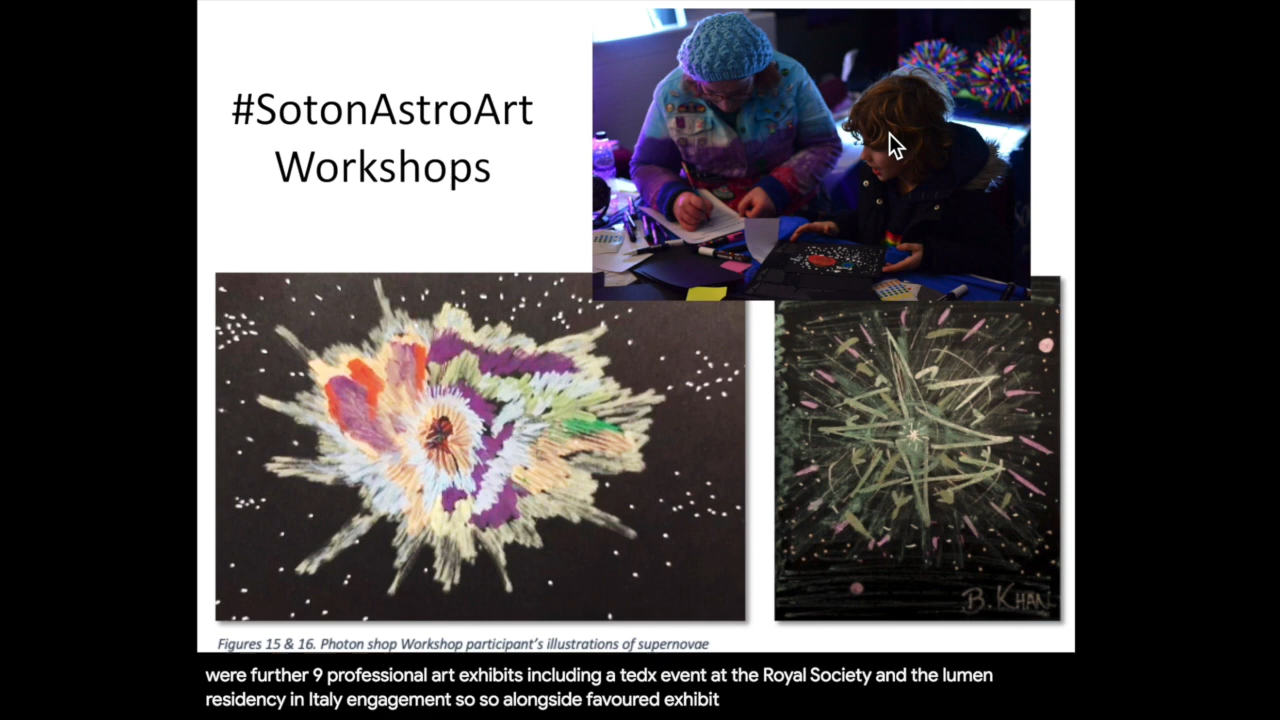 #SotonAstroArt
Workshops
B. KHAN
Figures 15 & 16. Photon shop Workshop participant's illustrations of supernovae
were further 9 professional art exhibits including a tedx event at the Royal Society and the lumen
residency in Italy engagement so so alongside favoured exhibit